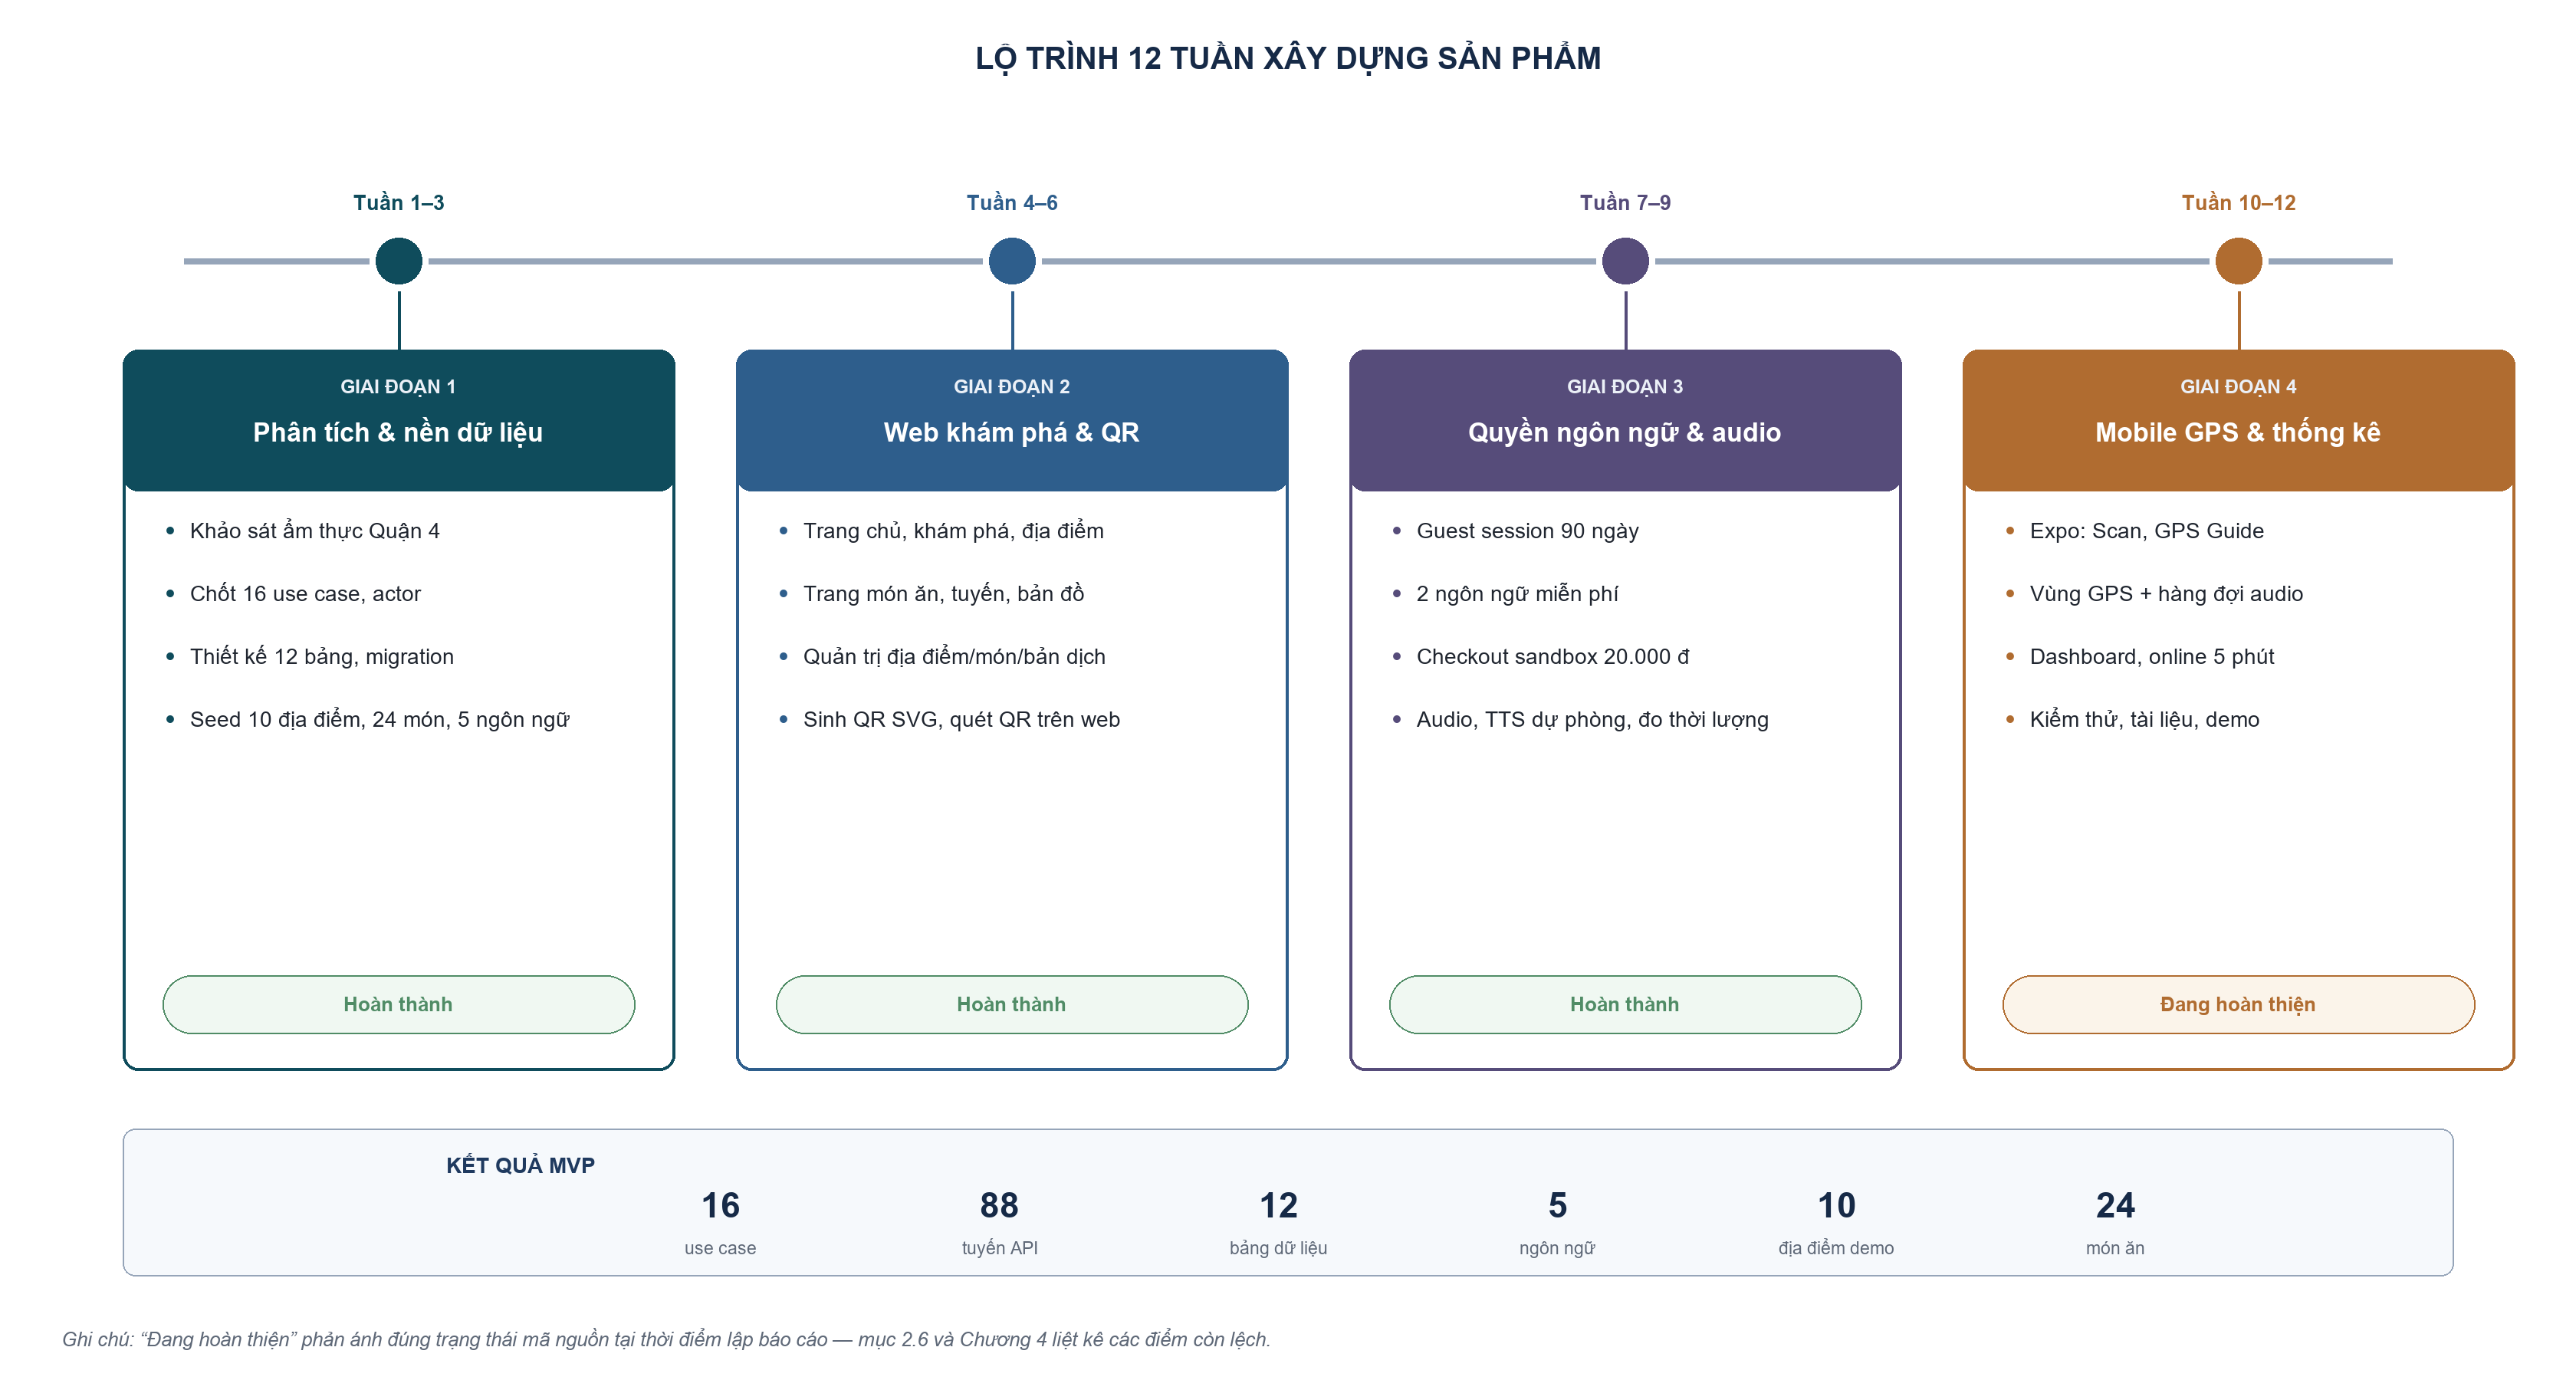 LỘ TRÌNH 12 TUẦN XÂY DỰNG SẢN PHẨM
Tuần 1–3
Tuần 4–6
Tuần 7–9
Tuần 10–12
GIAI ĐOẠN 1
Phân tích & nền dữ liệu
• Khảo sát ẩm thực Quận 4
• Chốt 16 use case, actor
• Thiết kế 12 bảng, migration
• Seed 10 địa điểm, 24 món, 5 ngôn ngữ
Hoàn thành
GIAI ĐOẠN 2
Web khám phá & QR
• Trang chủ, khám phá, địa điểm
• Trang món ăn, tuyến, bản đồ
• Quản trị địa điểm/món/bản dịch
• Sinh QR SVG, quét QR trên web
Hoàn thành
GIAI ĐOẠN 3
Quyền ngôn ngữ & audio
• Guest session 90 ngày
• 2 ngôn ngữ miễn phí
• Checkout sandbox 20.000 đ
• Audio, TTS dự phòng, đo thời lượng
Hoàn thành
GIAI ĐOẠN 4
Mobile GPS & thống kê
• Expo: Scan, GPS Guide
• Vùng GPS + hàng đợi audio
• Dashboard, online 5 phút
• Kiểm thử, tài liệu, demo
Đang hoàn thiện
KẾT QUẢ MVP
16
use case
88
tuyến API
12
bảng dữ liệu
5
ngôn ngữ
10
địa điểm demo
24
món ăn
Ghi chú: “Đang hoàn thiện” phản ánh đúng trạng thái mã nguồn tại thời điểm lập báo cáo — mục 2.6 và Chương 4 liệt kê các điểm còn lệch.